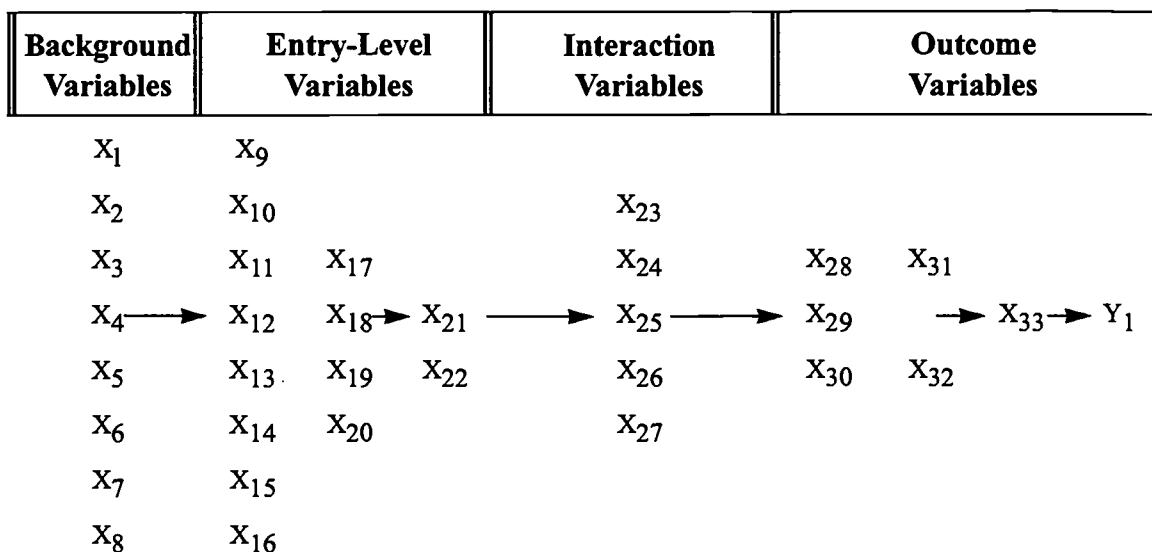 Background Variables Entry-Level Variables Interaction Variables Outcome Variables
X1 X9
X2 X10 X23
X3 X11 X17 X24 X28 X31
X4 X12 X18 X21 X25 X29 X33 Y1
X5 X13 X19 X22 X26 X30 X32
X6 X14 X20 X27
X7 X15
X8 X16